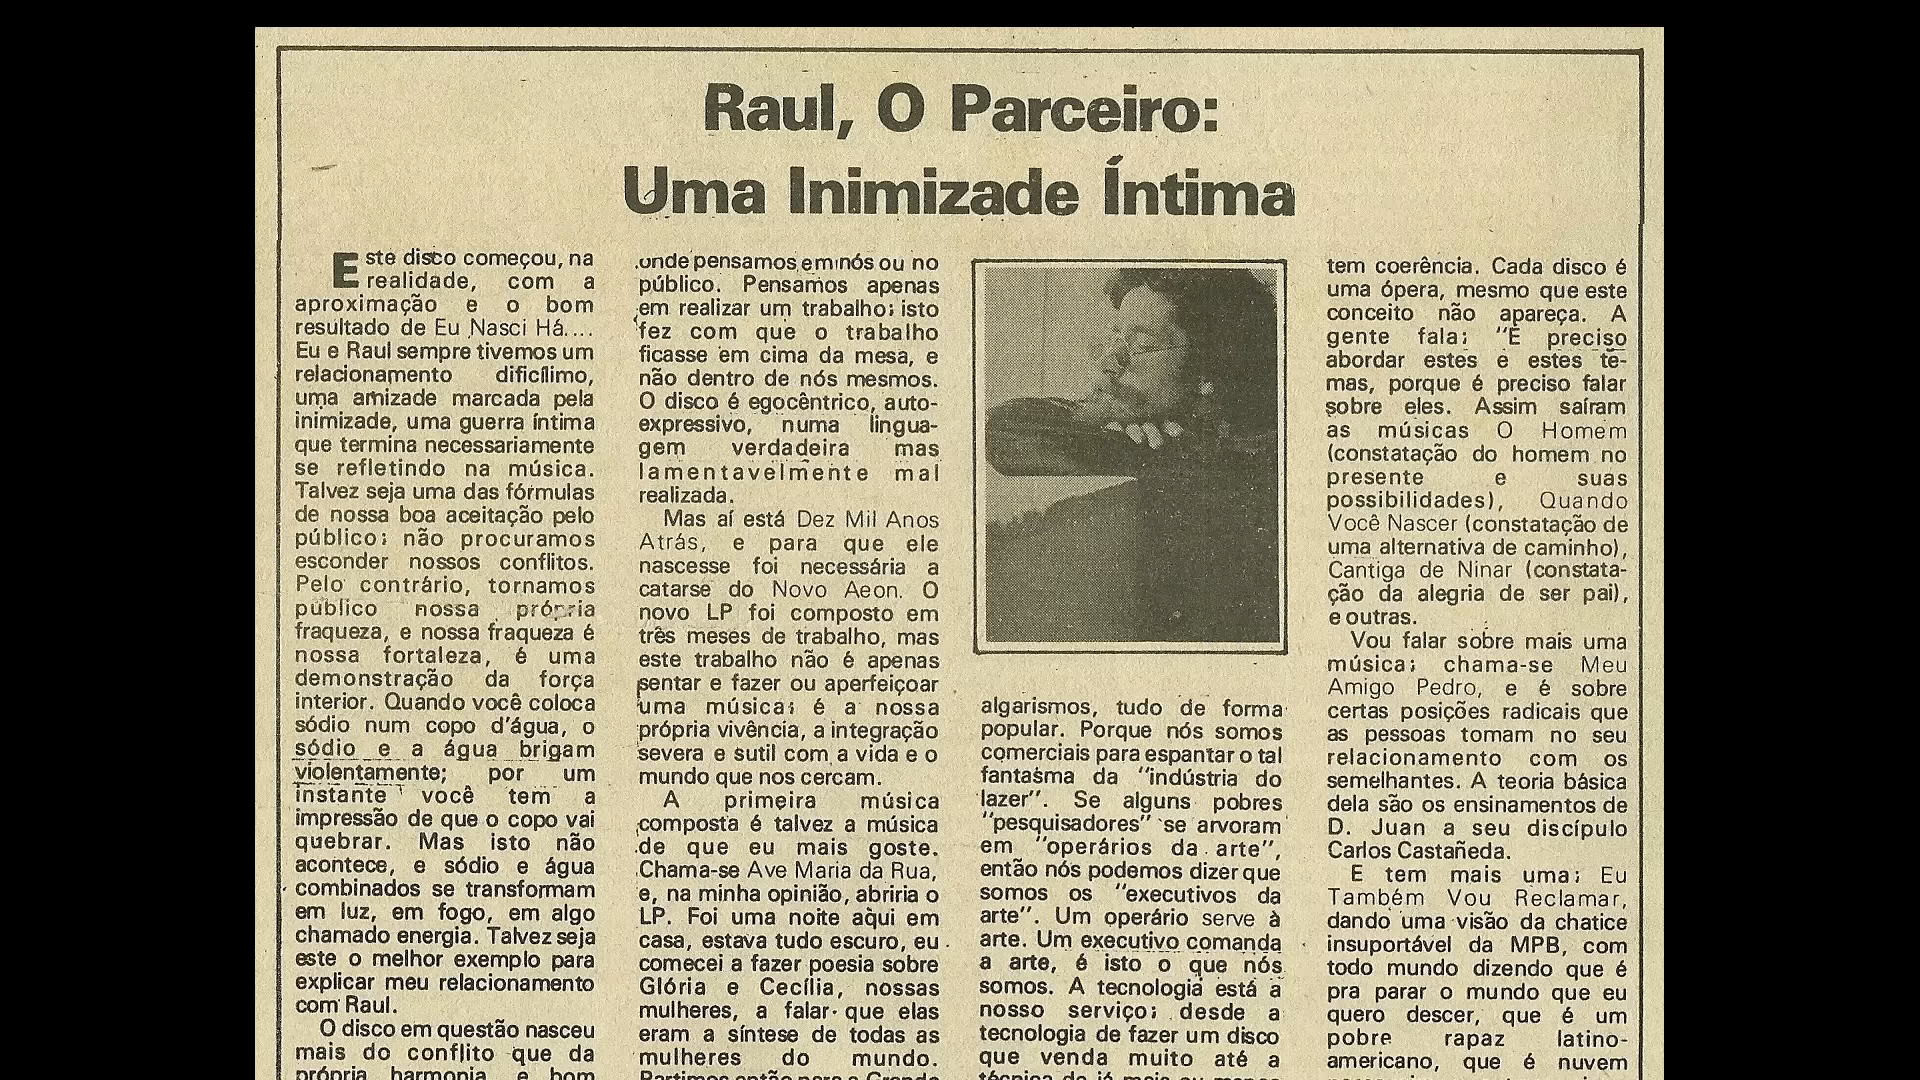 Raul, O Parceiro:
Uma Inimizade Íntima
Este disco começou, na
realidade, com a
aproximação e o bom
resultado de Eu Nasci Há....
Eu e Raul sempre tivemos um
relacionamento dificílimo,
uma amizade marcada pela
inimizade, uma guerra íntima
que termina necessariamente
se refletindo na música.
Talvez seja uma das fórmulas
de nossa boa aceitação pelo
público: não procuramos
esconder nossos conflitos.
Pelo contrário, tornamos
público nossa própria
fraqueza, e nossa fraqueza é
nossa fortaleza, é uma
demonstração da força
interior. Quando você coloca
sódio num copo d'água, o
sódio e a água brigam
violentamente; por um
instante você tem a
impressão de que o copo vai
quebrar. Mas isto não
acontece, e sódio e água
combinados se transformam
em luz, em fogo, em algo
chamado energia. Talvez seja
este o melhor exemplo para
explicar meu relacionamento
com Raul.
O disco em questão nasceu
mais do conflito que da
própria harmonia e bom
onde pensamos em nós ou no
público. Pensamos apenas
em realizar um trabalho; isto
fez com que o trabalho
ficasse em cima da mesa, e
não dentro de nós mesmos.
O disco é egocêntrico, auto-
expressivo, numa lingua-
gem verdadeira mas
lamentavelmente mal
realizada.
Mas aí está Dez Mil Anos
Atrás, e para que ele
nascesse foi necessária a
catarse do Novo Aeon. O
novo LP foi composto em
três meses de trabalho, mas
este trabalho não é apenas
sentar e fazer ou aperfeiçoar
uma música; é a nossa
própria vivência, a integração
severa e sutil com a vida e o
mundo que nos cercam.
A primeira música
composta é talvez a música
de que eu mais goste.
Chama-se Ave Maria da Rua,
e, na minha opinião, abriria o
LP. Foi uma noite aqui em
casa, estava tudo escuro, eu
comecei a fazer poesia sobre
Glória e Cecília, nossas
mulheres, a falar que elas
eram a síntese de todas as
mulheres do mundo.
Partimos então para a Grande
algarismos, tudo de forma
popular. Porque nós somos
comerciais para espantar o tal
fantasma da "indústria do
lazer". Se alguns pobres
"pesquisadores" se arvoram
em "operários da arte",
então nós podemos dizer que
somos os "executivos da
arte". Um operário serve à
arte. Um executivo comanda
a arte, é isto o que nós
somos. A tecnologia está a
nosso serviço; desde a
tecnologia de fazer um disco
que venda muito até a
técnica de já mais ou menos
tem coerência. Cada disco é
uma ópera, mesmo que este
conceito não apareça. A
gente fala: "É preciso
abordar estes e estes te-
mas, porque é preciso falar
sobre eles. Assim saíram
as músicas O Homem
(constatação do homem no
presente e suas
possibilidades), Quando
Você Nascer (constatação de
uma alternativa de caminho),
Cantiga de Ninar (constata-
ção da alegria de ser pai),
e outras.
Vou falar sobre mais uma
música; chama-se Meu
Amigo Pedro, e é sobre
certas posições radicais que
as pessoas tomam no seu
relacionamento com os
semelhantes. A teoria básica
dela são os ensinamentos de
D. Juan a seu discípulo
Carlos Castañeda.
E tem mais uma: Eu
Também Vou Reclamar,
dando uma visão da chatice
insuportável da MPB, com
todo mundo dizendo que é
pra parar o mundo que eu
quero descer, que é um
pobre rapaz latino-
americano, que é nuvem